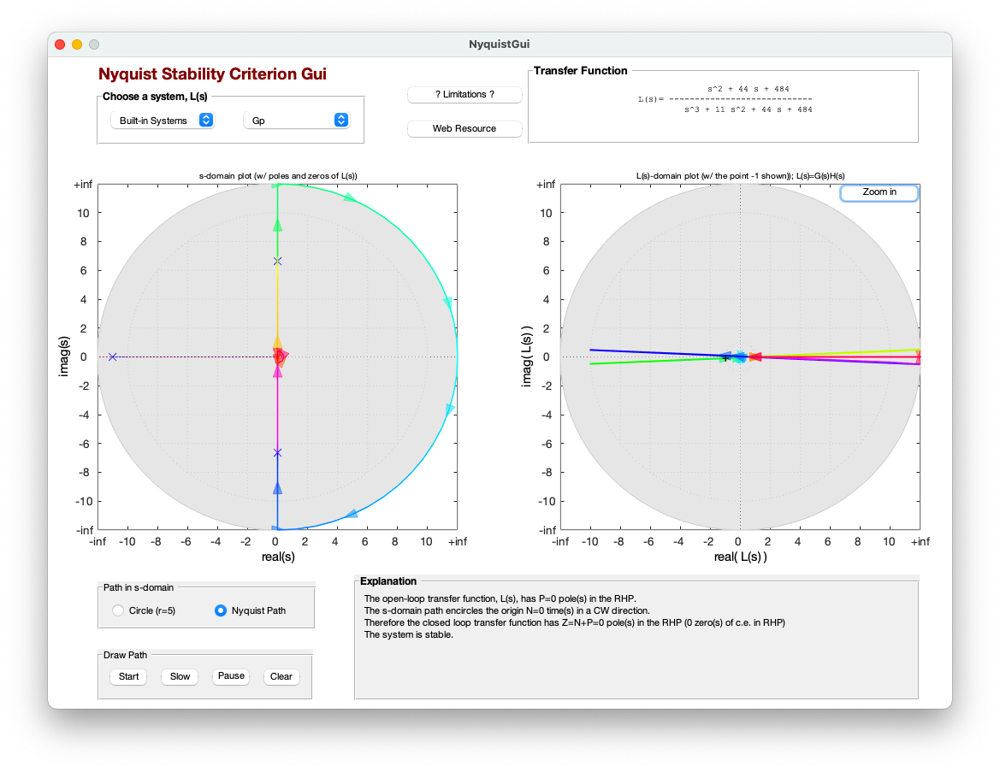 NyquistGui
Nyquist Stability Criterion Gui
Choose a system, L(s)
Built-in Systems
Gp
? Limitations ?
Web Resource
Transfer Function
s^2 + 44 s + 484
L(s)= ----------------------------
s^3 + 11 s^2 + 44 s + 484
s-domain plot (w/ poles and zeros of L(s))
+inf
10
8
6
4
2
0
-2
-4
-6
-8
-10
-inf
imag(s)
-inf -10 -8 -6 -4 -2 0 2 4 6 8 10 +inf
real(s)
L(s)-domain plot (w/ the point -1 shown)); L(s)=G(s)H(s)
Zoom in
+inf
10
8
6
4
2
0
-2
-4
-6
-8
-10
-inf
imag( L(s) )
-inf -10 -8 -6 -4 -2 0 2 4 6 8 10 +inf
real( L(s) )
Path in s-domain
Circle (r=5)
Nyquist Path
Draw Path
Start
Slow
Pause
Clear
Explanation
The open-loop transfer function, L(s), has P=0 pole(s) in the RHP.
The s-domain path encircles the origin N=0 time(s) in a CW direction.
Therefore the closed loop transfer function has Z=N+P=0 pole(s) in the RHP (0 zero(s) of c.e. in RHP)
The system is stable.